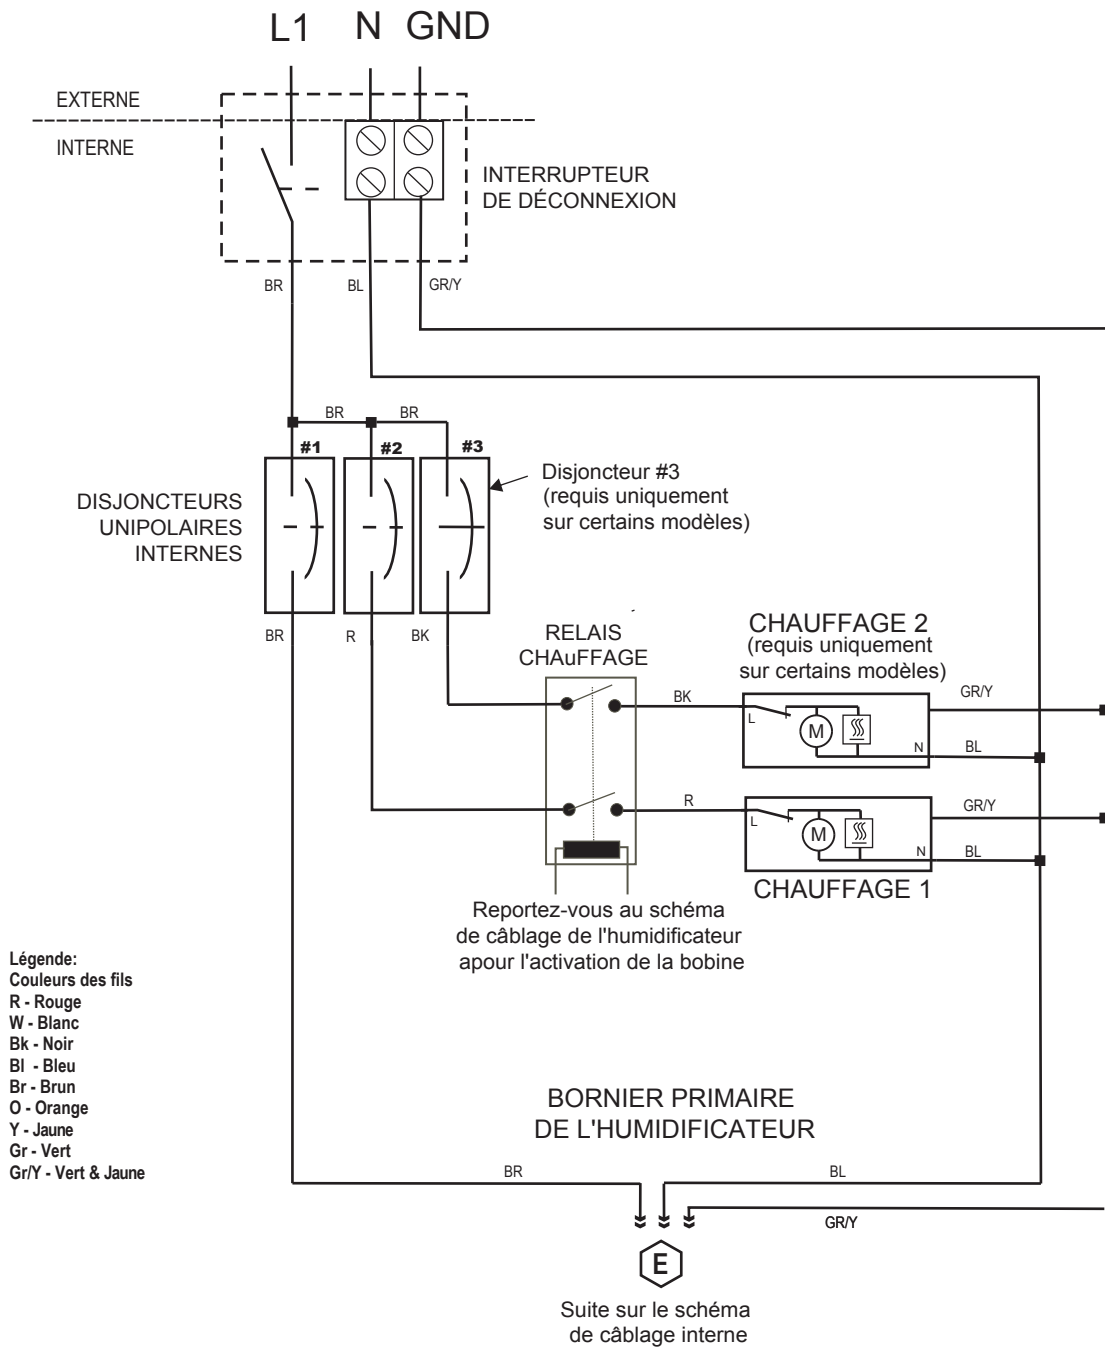 L1 N GND
EXTERNE
INTERNE
INTERRUPTEUR
DE DÉCONNEXION
BR BL GR/Y
BR BR
#1 #2 #3
Disjoncteur #3
(requis uniquement
sur certains modèles)
DISJONCTEURS
UNIPOLAIRES
INTERNES
BR R BK
RELAIS
CHAuFFAGE
CHAUFFAGE 2
(requis uniquement
sur certains modèles)
BK
GR/Y
L M N BL
R
GR/Y
L M N BL
CHAUFFAGE 1
Reportez-vous au schéma
de câblage de l'humidificateur
apour l'activation de la bobine
Légende:
Couleurs des fils
R - Rouge
W - Blanc
Bk - Noir
Bl - Bleu
Br - Brun
O - Orange
Y - Jaune
Gr - Vert
Gr/Y - Vert & Jaune
BORNIER PRIMAIRE
DE L'HUMIDIFICATEUR
BR BL
GR/Y
E
Suite sur le schéma
de câblage interne